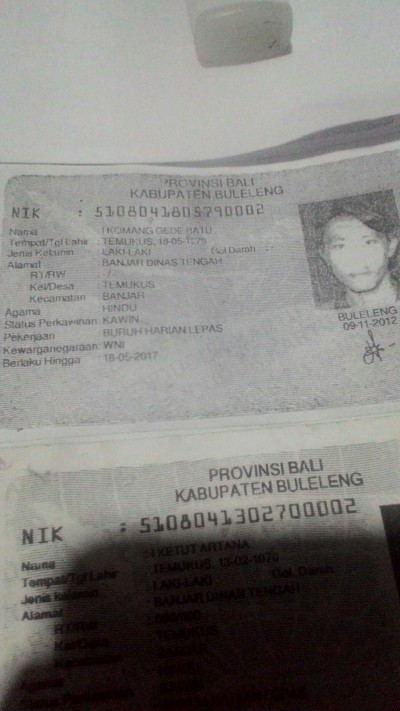 PROVINSI BALI
KABUPATEN BULELENG
NIK : 5108041805790002
Nama : I KOMANG GEDE RATU
Tempat/Tgl Lahir : TEMUKUS, 18-05-1979
Jenis Kelamin : LAKI-LAKI Gol. Darah :
Alamat : BANJAR DINAS TENGAH
RT/RW : /
Kel/Desa : TEMUKUS
Kecamatan : BANJAR
Agama : HINDU
Status Perkawinan: KAWIN
Pekerjaan : BURUH HARIAN LEPAS
Kewarganegaraan: WNI
Berlaku Hingga : 18-05-2017
BULELENG
09-11-2012
PROVINSI BALI
KABUPATEN BULELENG
NIK : 5108041302700002
Nama : I KETUT ARTANA
Tempat/Tgl Lahir : TEMUKUS, 13-02-1970
Jenis Kelamin : LAKI-LAKI Gol. Darah
Alamat : BANJAR DINAS TENGAH
RT/RW : 000/000
Kel/Desa : TEMUKUS
Kecamatan : BANJAR
Agama : HINDU
Status Perkawinan